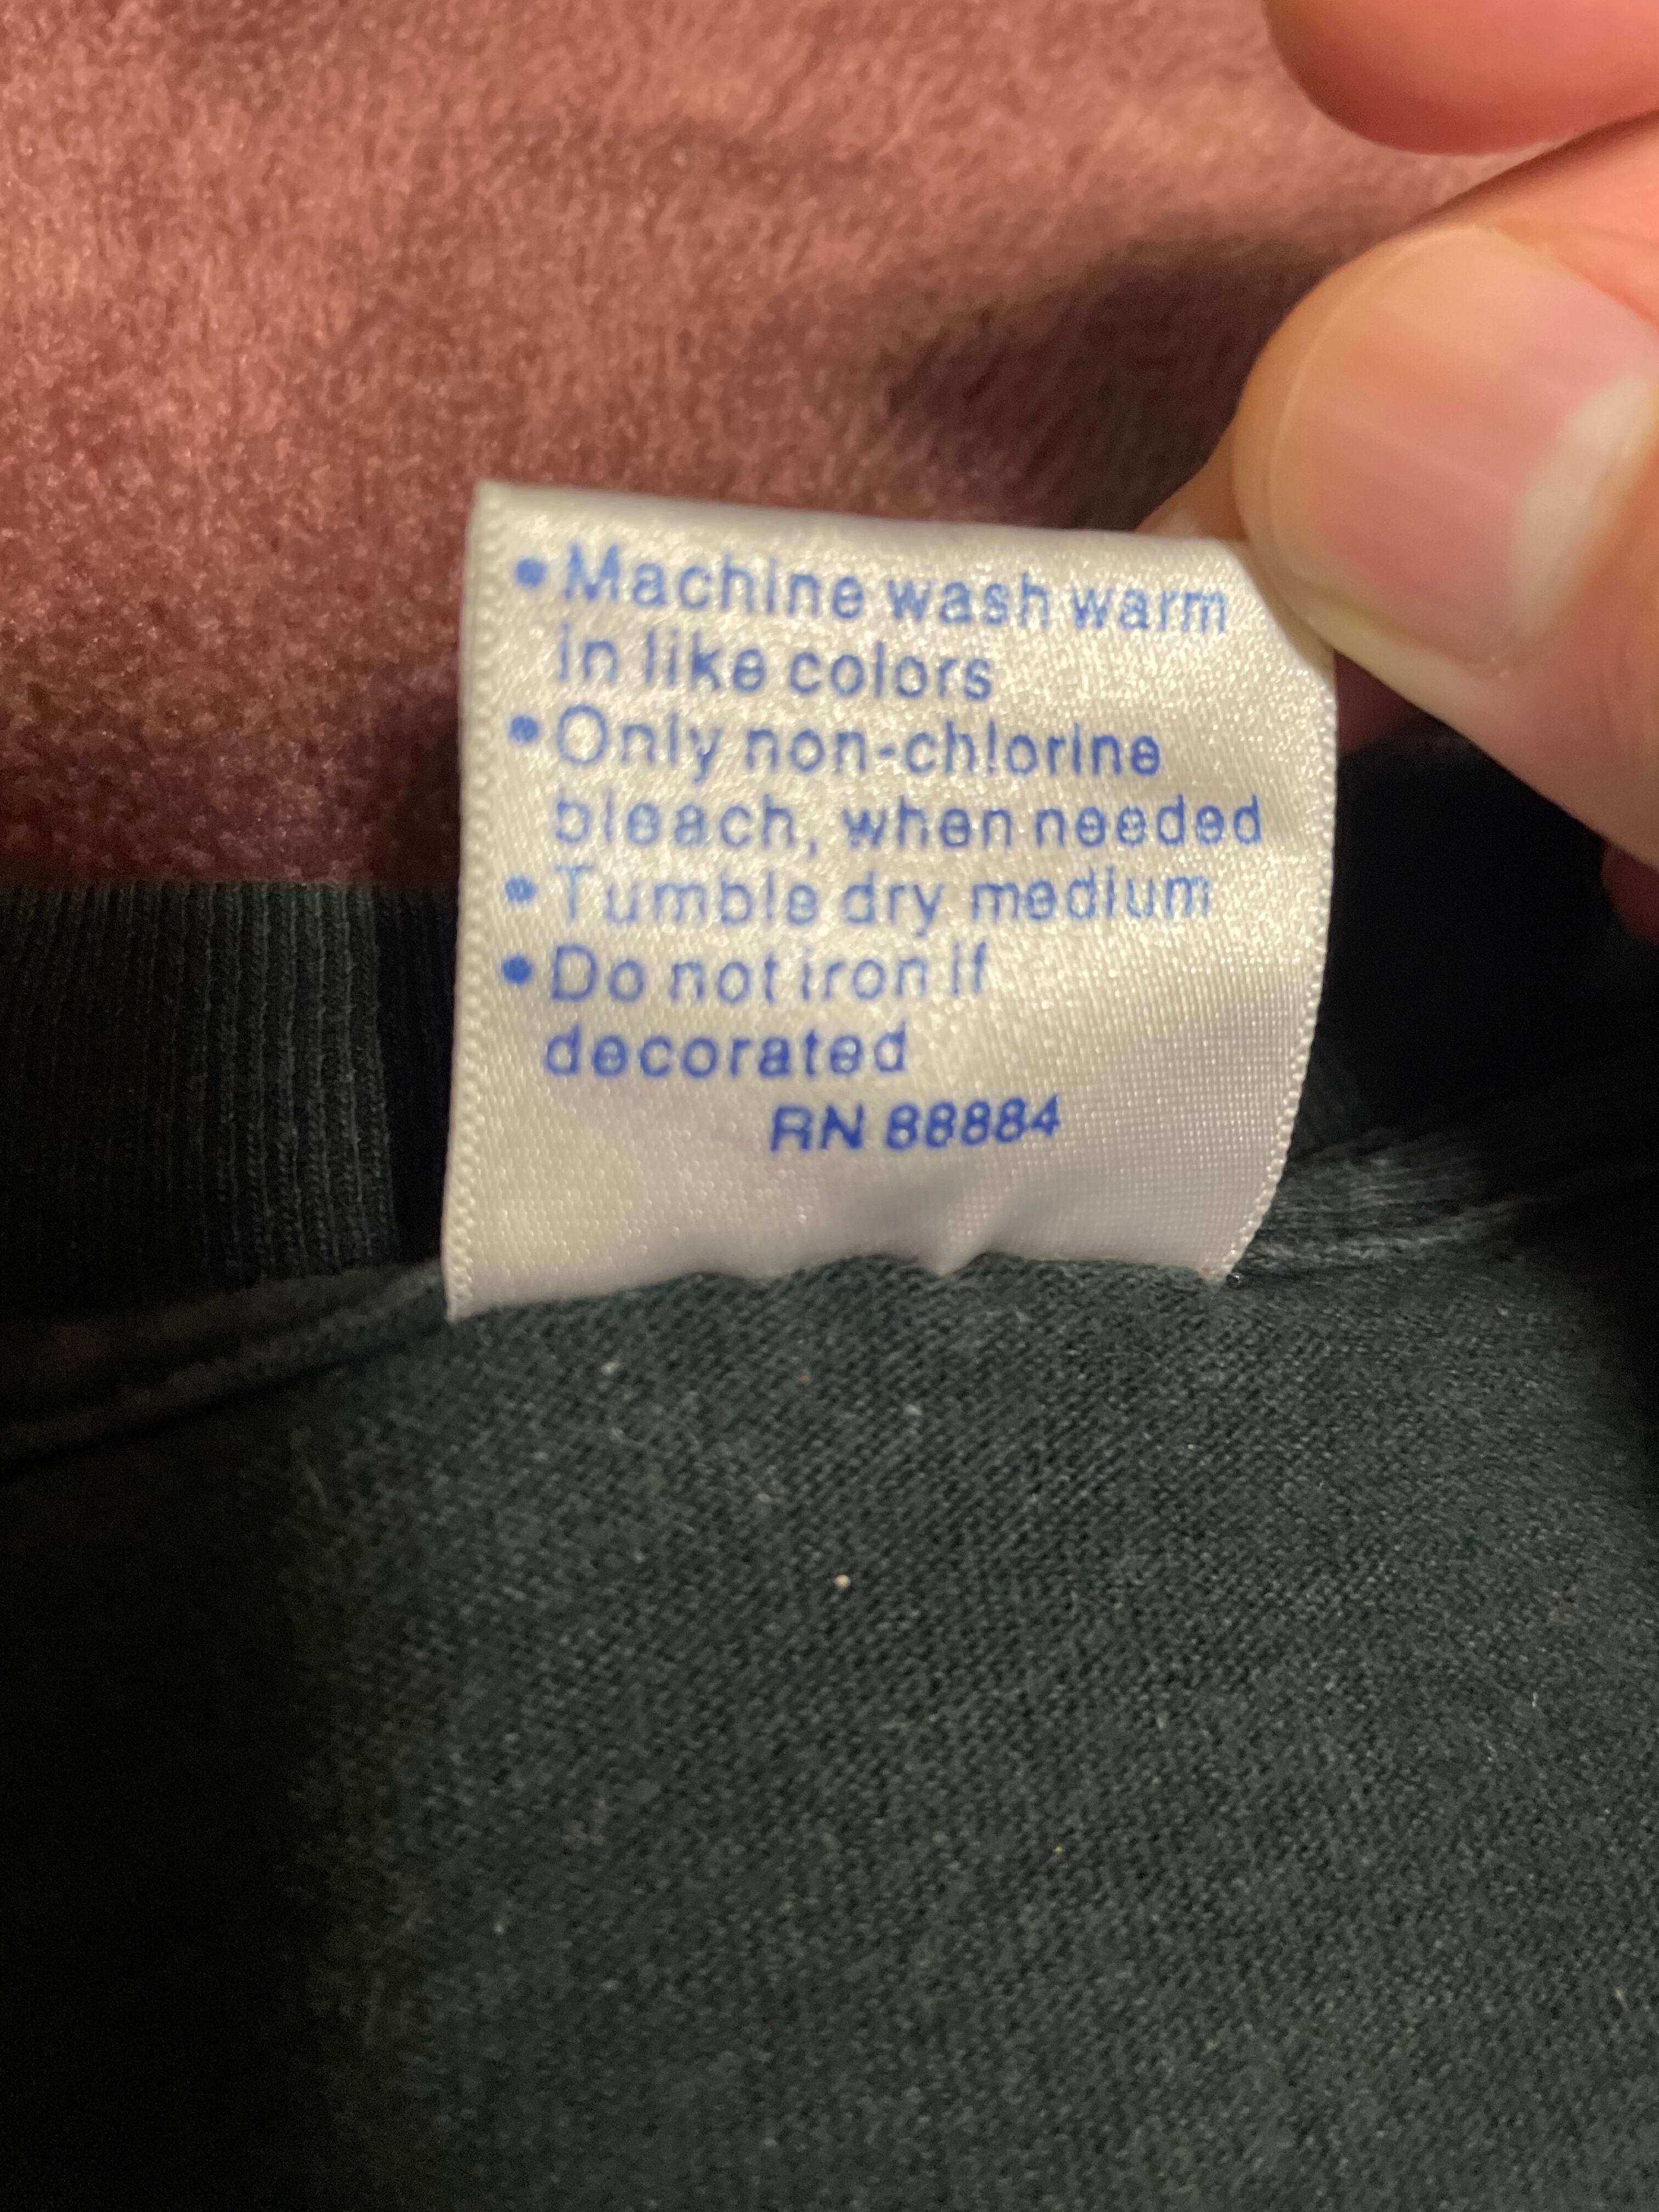 • Machine wash warm
in like colors
• Only non-chlorine
bleach, when needed
• Tumble dry medium
• Do not iron if
decorated
RN 88884